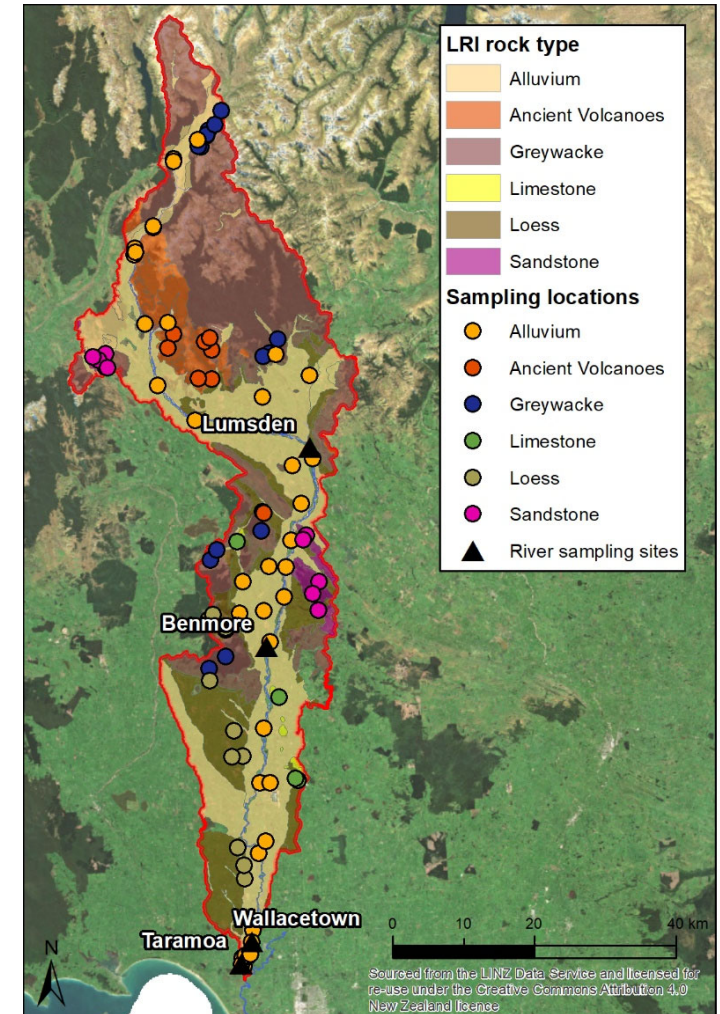 LRI rock type
Alluvium
Ancient Volcanoes
Greywacke
Limestone
Loess
Sandstone
Sampling locations
Alluvium
Ancient Volcanoes
Greywacke
Limestone
Loess
Sandstone
River sampling sites
Lumsden
Benmore
Wallacetown
Taramoa
N
0 10 20 40 km
Sourced from the LINZ Data Service and licensed for
re-use under the Creative Commons Attribution 4.0
New Zealand licence